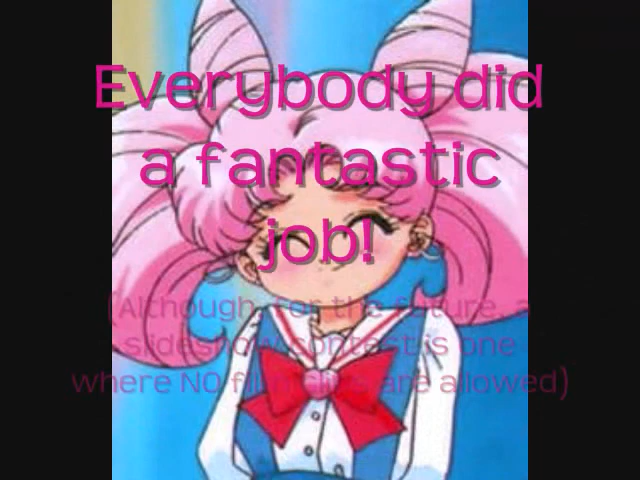 Everybody did
a fantastic
job!
(Although, for the future, a
slideshow contest is one
where NO film clips are allowed)